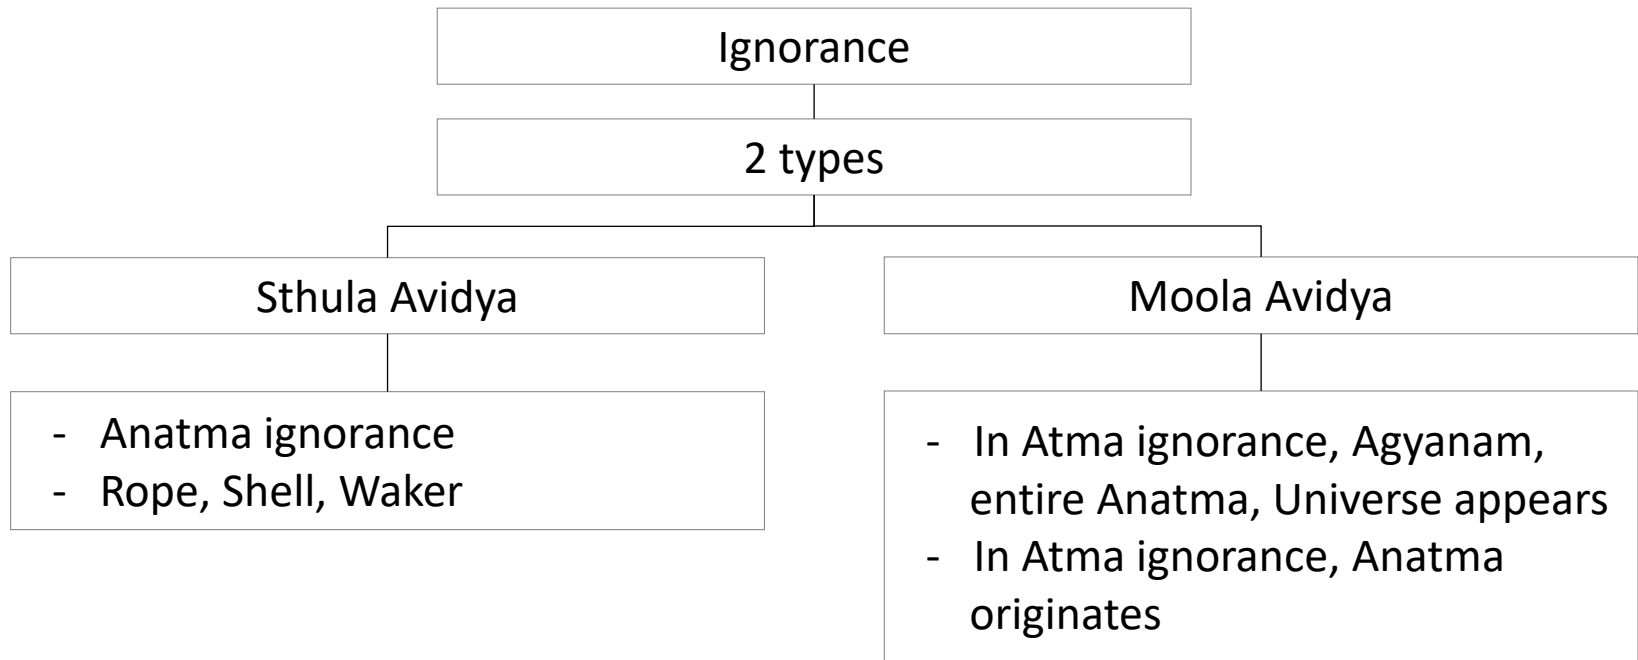 Ignorance
2 types
Sthula Avidya
Moola Avidya
- Anatma ignorance
- Rope, Shell, Waker
- In Atma ignorance, Agyanam,
entire Anatma, Universe appears
- In Atma ignorance, Anatma
originates